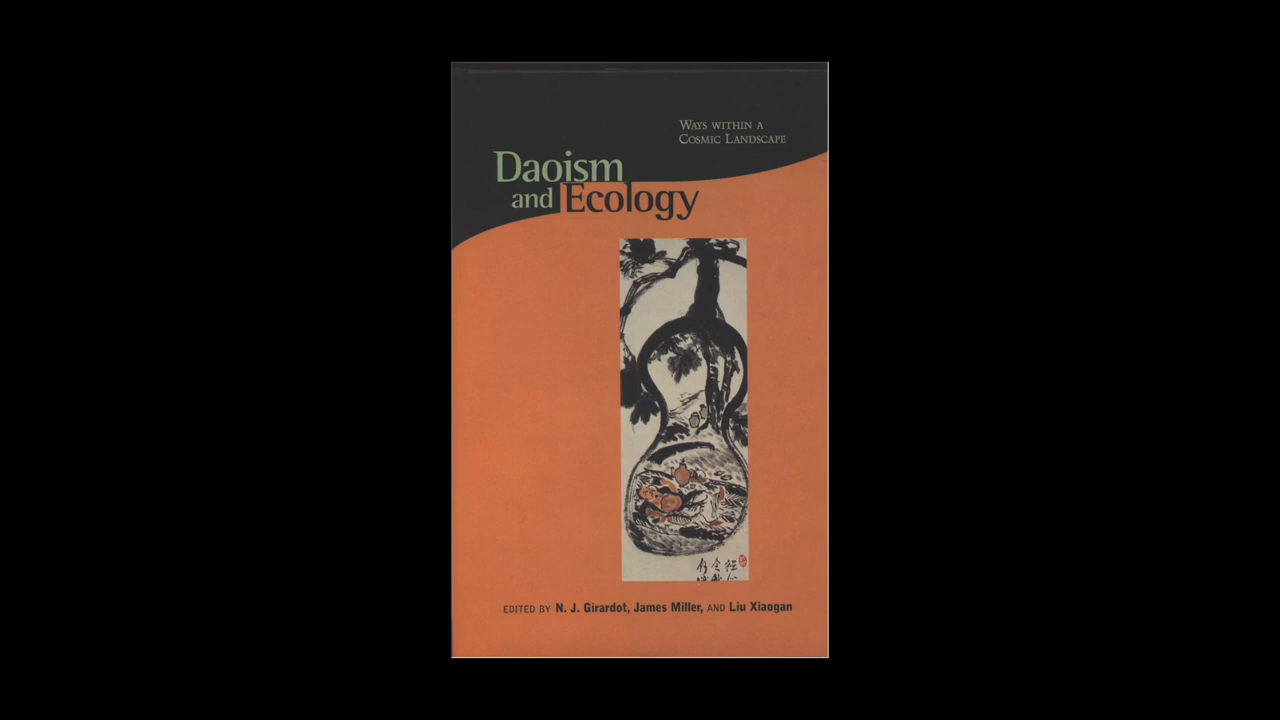 WAYS WITHIN A
COSMIC LANDSCAPE
Daoism
and Ecology
EDITED BY N. J. Girardot, James Miller, AND Liu Xiaogan